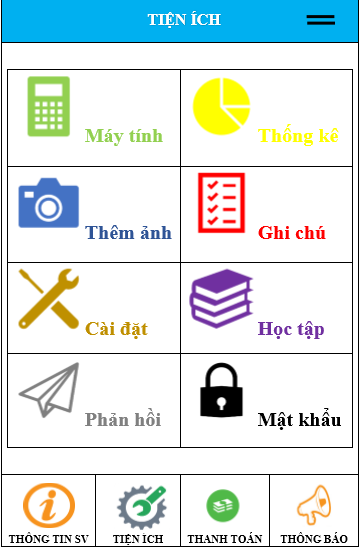 TIỆN ÍCH
Máy tính
Thống kê
Thêm ảnh
Ghi chú
Cài đặt
Học tập
Phản hồi
Mật khẩu
THÔNG TIN SV
TIỆN ÍCH
THANH TOÁN
THÔNG BÁO